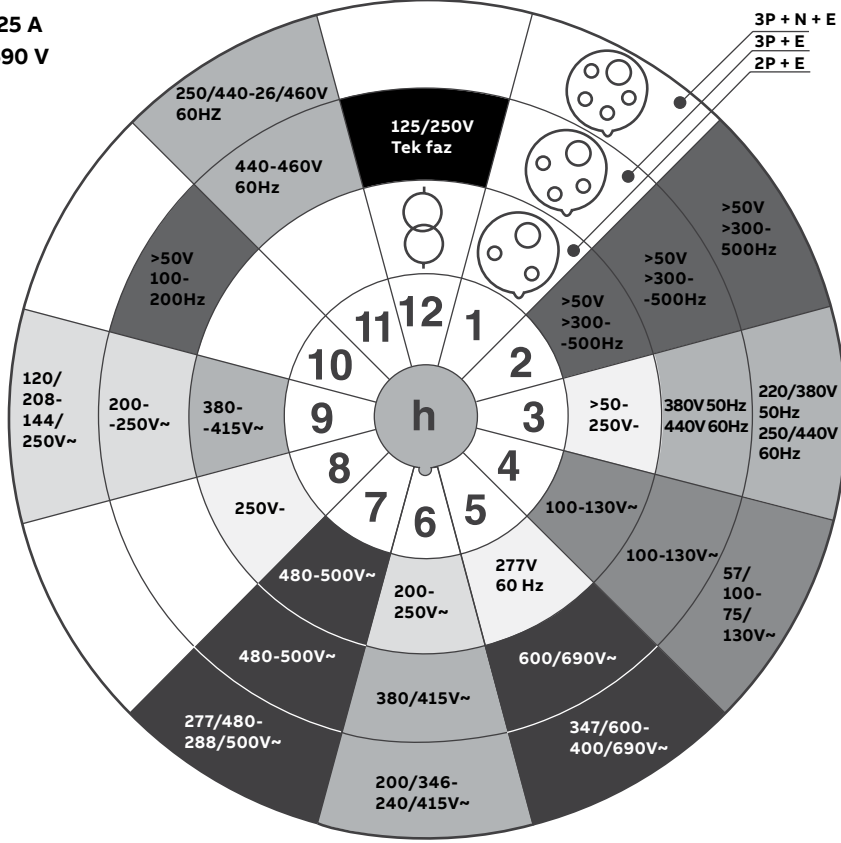 25 A
90 V
3P + N + E
3P + E
2P + E
250/440-26/460V
60HZ
440-460V
60Hz
125/250V
Tek faz
>50V
>300-
500Hz
>50V
>300-
-500Hz
>50V
>300-
-500Hz
>50V
100-
200Hz
120/
208-
144/
250V~
200-
-250V~
380-
-415V~
>50-
250V-
380V 50Hz
440V 60Hz
220/380V
50Hz
250/440V
60Hz
12
1
2
3
4
5
6
7
8
9
10
11
h
250V-
100-130V~
100-130V~
57/
100-
75/
130V~
480-500V~
200-
250V~
277V
60 Hz
480-500V~
380/415V~
600/690V~
277/480-
288/500V~
200/346-
240/415V~
347/600-
400/690V~